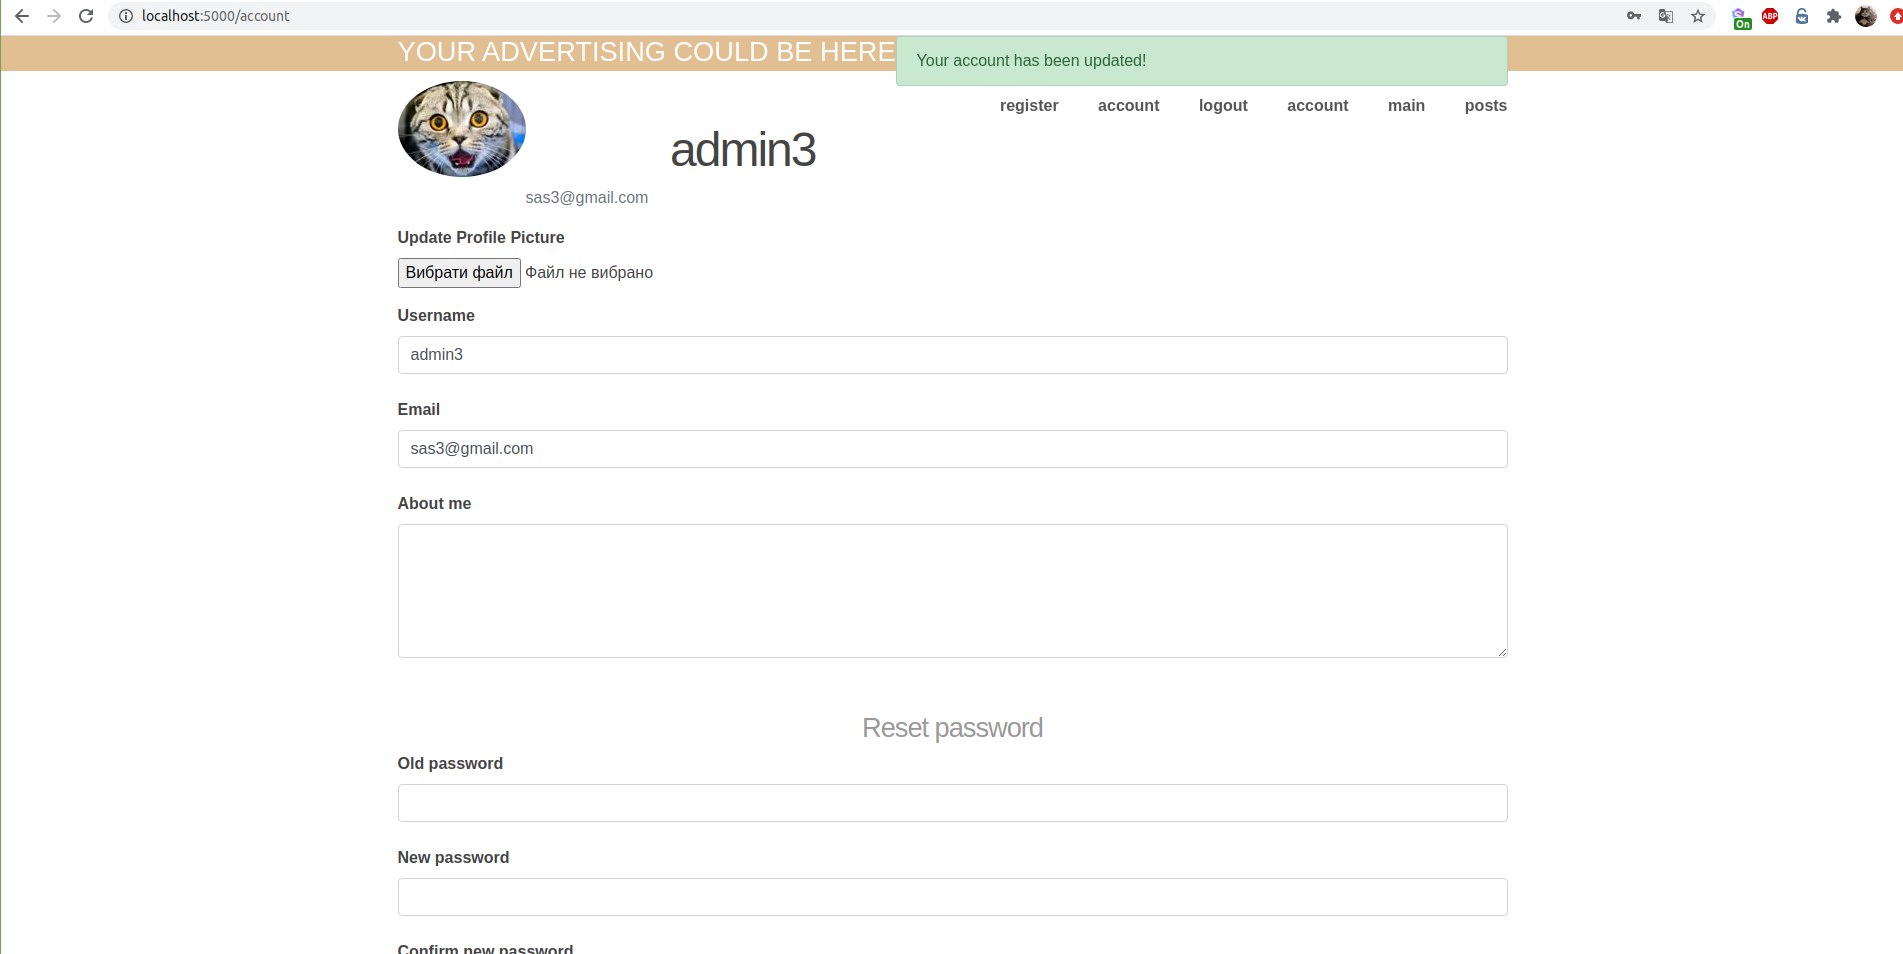 localhost:5000/account
ABP
On
YOUR ADVERTISING COULD BE HERE
Your account has been updated!
register account logout account main posts
admin3
sas3@gmail.com
Update Profile Picture
Вибрати файл Файл не вибрано
Username
admin3
Email
sas3@gmail.com
About me
Reset password
Old password
New password
Confirm new password